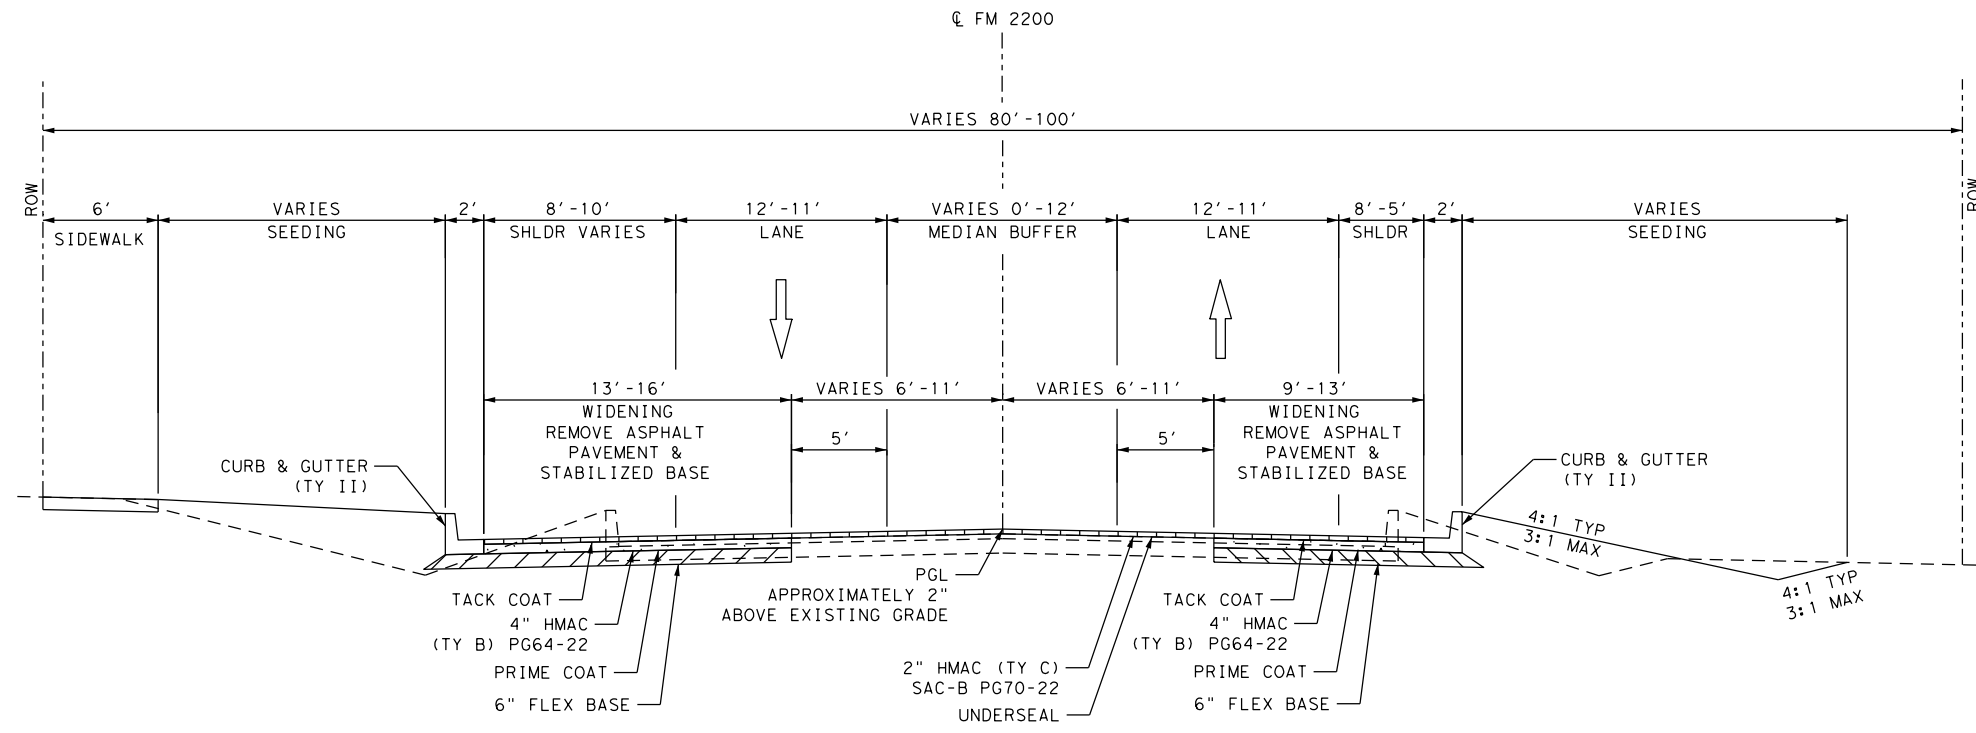 ℄ FM 2200
VARIES 80'-100'
ROW
ROW
6'
VARIES
2'
8'-10'
12'-11'
VARIES 0'-12'
12'-11'
8'-5'
2'
VARIES
SIDEWALK
SEEDING
SHLDR VARIES
LANE
MEDIAN BUFFER
LANE
SHLDR
SEEDING
13'-16'
VARIES 6'-11'
VARIES 6'-11'
9'-13'
WIDENING
REMOVE ASPHALT
PAVEMENT &
STABILIZED BASE
5'
5'
WIDENING
REMOVE ASPHALT
PAVEMENT &
STABILIZED BASE
CURB & GUTTER
(TY II)
CURB & GUTTER
(TY II)
4:1 TYP
3:1 MAX
4:1 TYP
3:1 MAX
PGL
APPROXIMATELY 2"
ABOVE EXISTING GRADE
TACK COAT
4" HMAC
(TY B) PG64-22
PRIME COAT
6" FLEX BASE
2" HMAC (TY C)
SAC-B PG70-22
UNDERSEAL
TACK COAT
4" HMAC
(TY B) PG64-22
PRIME COAT
6" FLEX BASE